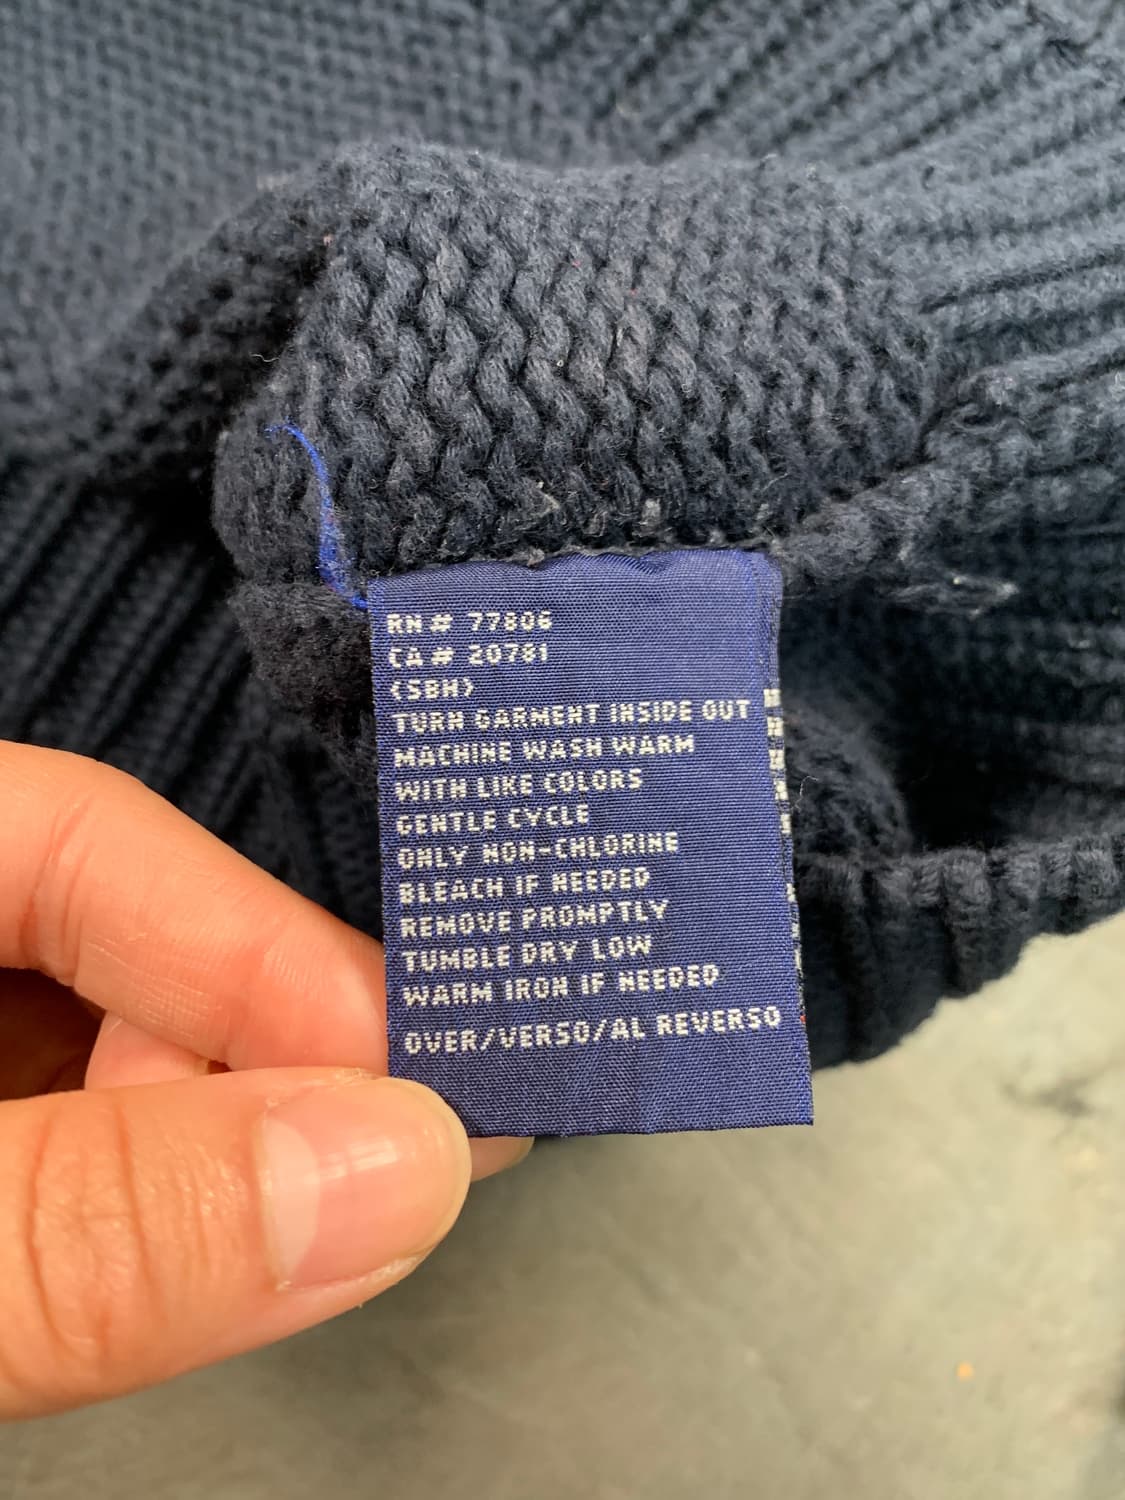 RN # 77806
CA # 20781
(SBH)
TURN GARMENT INSIDE OUT
MACHINE WASH WARM
WITH LIKE COLORS
GENTLE CYCLE
ONLY NON-CHLORINE
BLEACH IF NEEDED
REMOVE PROMPTLY
TUMBLE DRY LOW
WARM IRON IF NEEDED
OVER/VERSO/AL REVERSO